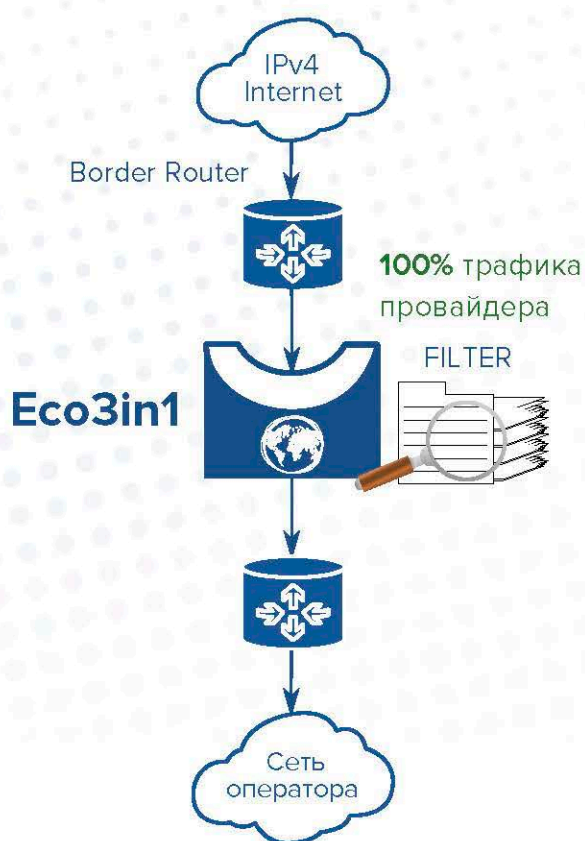 IPv4
Internet
Border Router
100% трафика
провайдера
FILTER
Eco3in1
Сеть
оператора